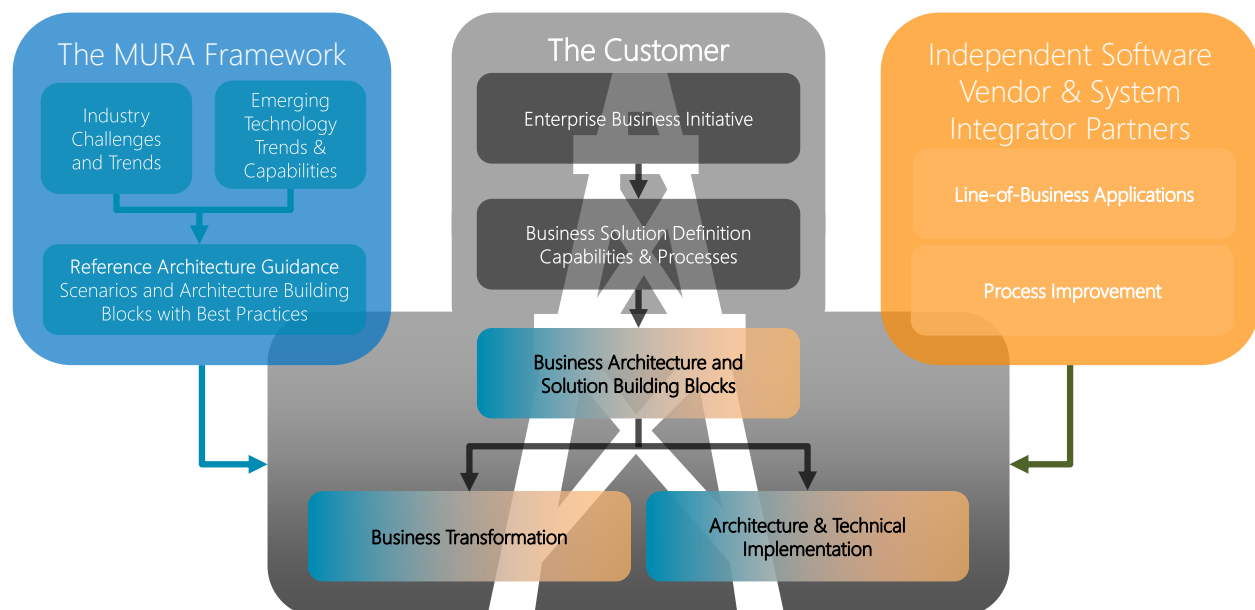 The MURA Framework
Industry
Challenges
and Trends
Emerging
Technology
Trends &
Capabilities
Reference Architecture Guidance
Scenarios and Architecture Building
Blocks with Best Practices
The Customer
Enterprise Business Initiative
Business Solution Definition
Capabilities & Processes
Business Architecture and
Solution Building Blocks
Business Transformation
Architecture & Technical
Implementation
Independent Software
Vendor & System
Integrator Partners
Line-of-Business Applications
Process Improvement